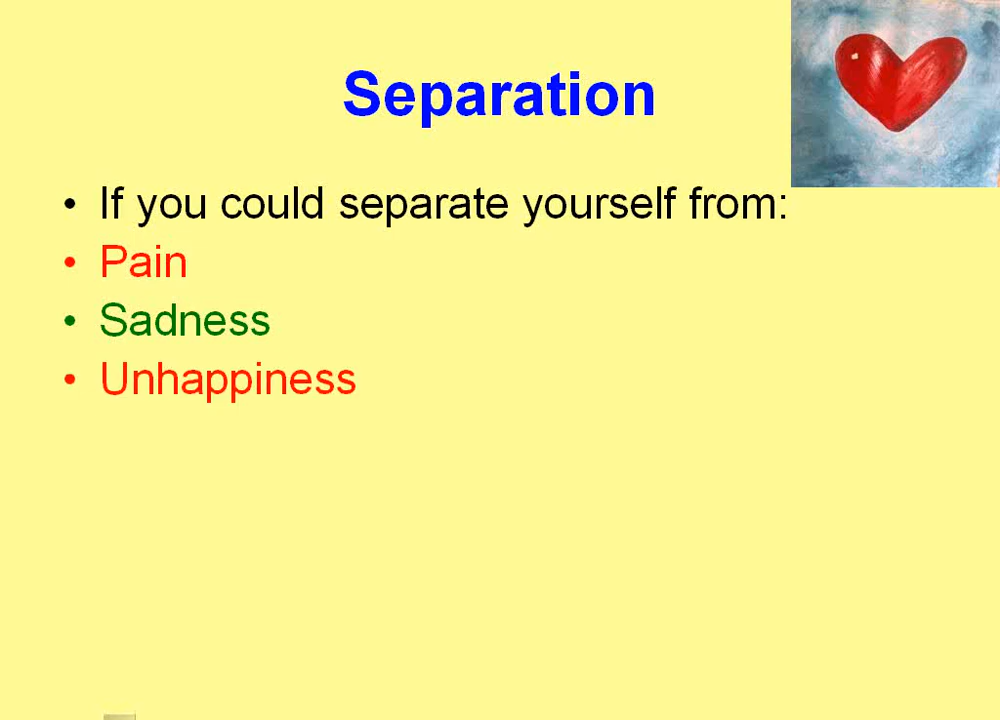 Separation
• If you could separate yourself from:
• Pain
• Sadness
• Unhappiness